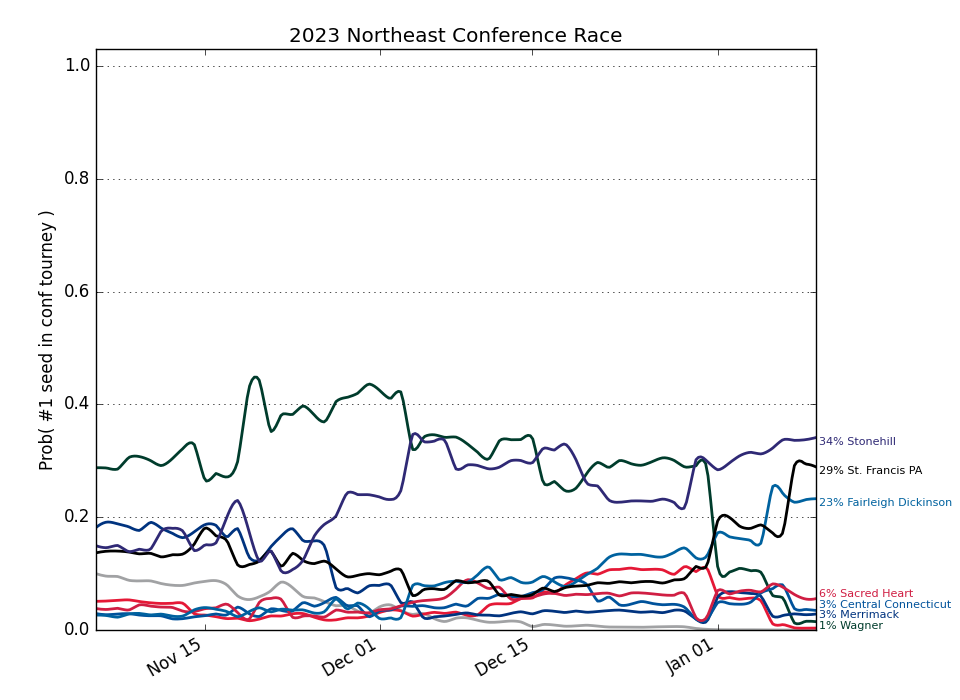 2023 Northeast Conference Race
Prob( #1 seed in conf tourney )
1.0
0.8
0.6
0.4
0.2
0.0
Nov 15
Dec 01
Dec 15
Jan 01
34% Stonehill
29% St. Francis PA
23% Fairleigh Dickinson
6% Sacred Heart
3% Central Connecticut
3% Merrimack
1% Wagner